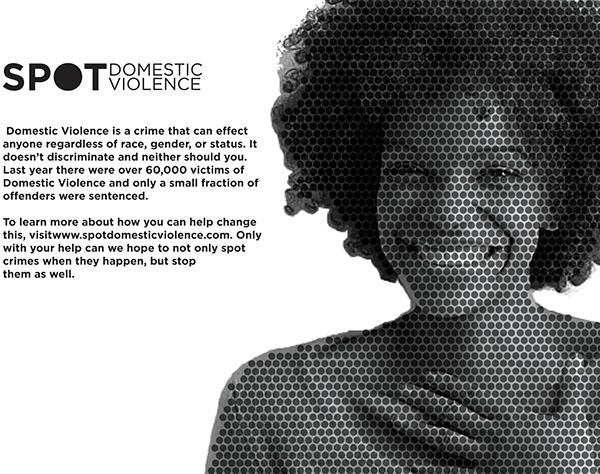 SPOT DOMESTIC
VIOLENCE
Domestic Violence is a crime that can effect
anyone regardless of race, gender, or status. It
doesn't discriminate and neither should you.
Last year there were over 60,000 victims of
Domestic Violence and only a small fraction of
offenders were sentenced.
To learn more about how you can help change
this, visitwww.spotdomesticviolence.com. Only
with your help can we hope to not only spot
crimes when they happen, but stop
them as well.